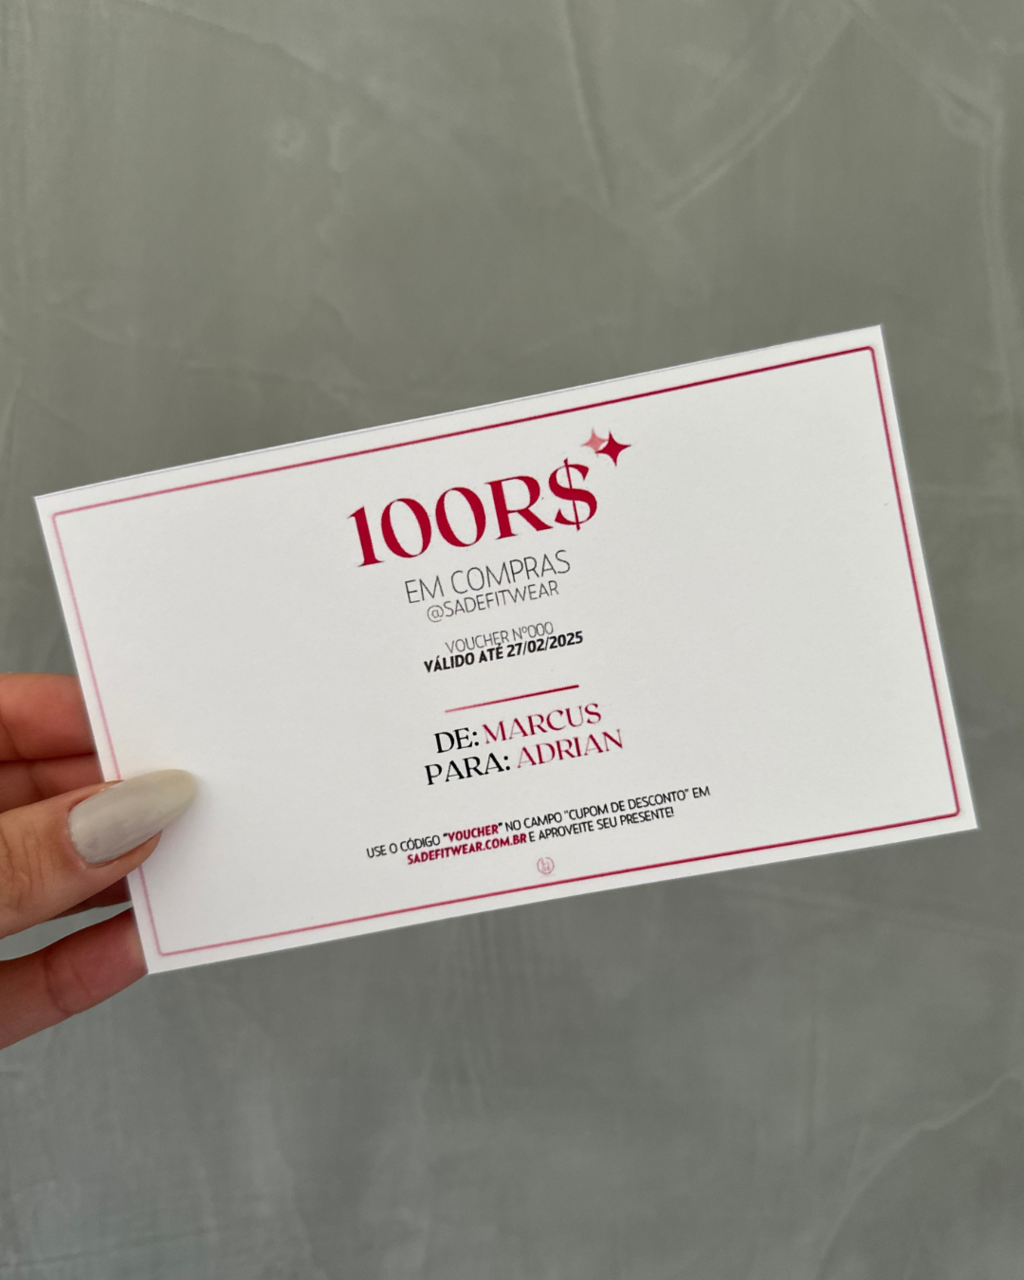 100R$
EM COMPRAS
@SADEFITWEAR
VOUCHER Nº000
VÁLIDO ATÉ 27/02/2025
DE: MARCUS
PARA: ADRIAN
USE O CÓDIGO "VOUCHER" NO CAMPO "CUPOM DE DESCONTO" EM
SADEFITWEAR.COM.BR E APROVEITE SEU PRESENTE!